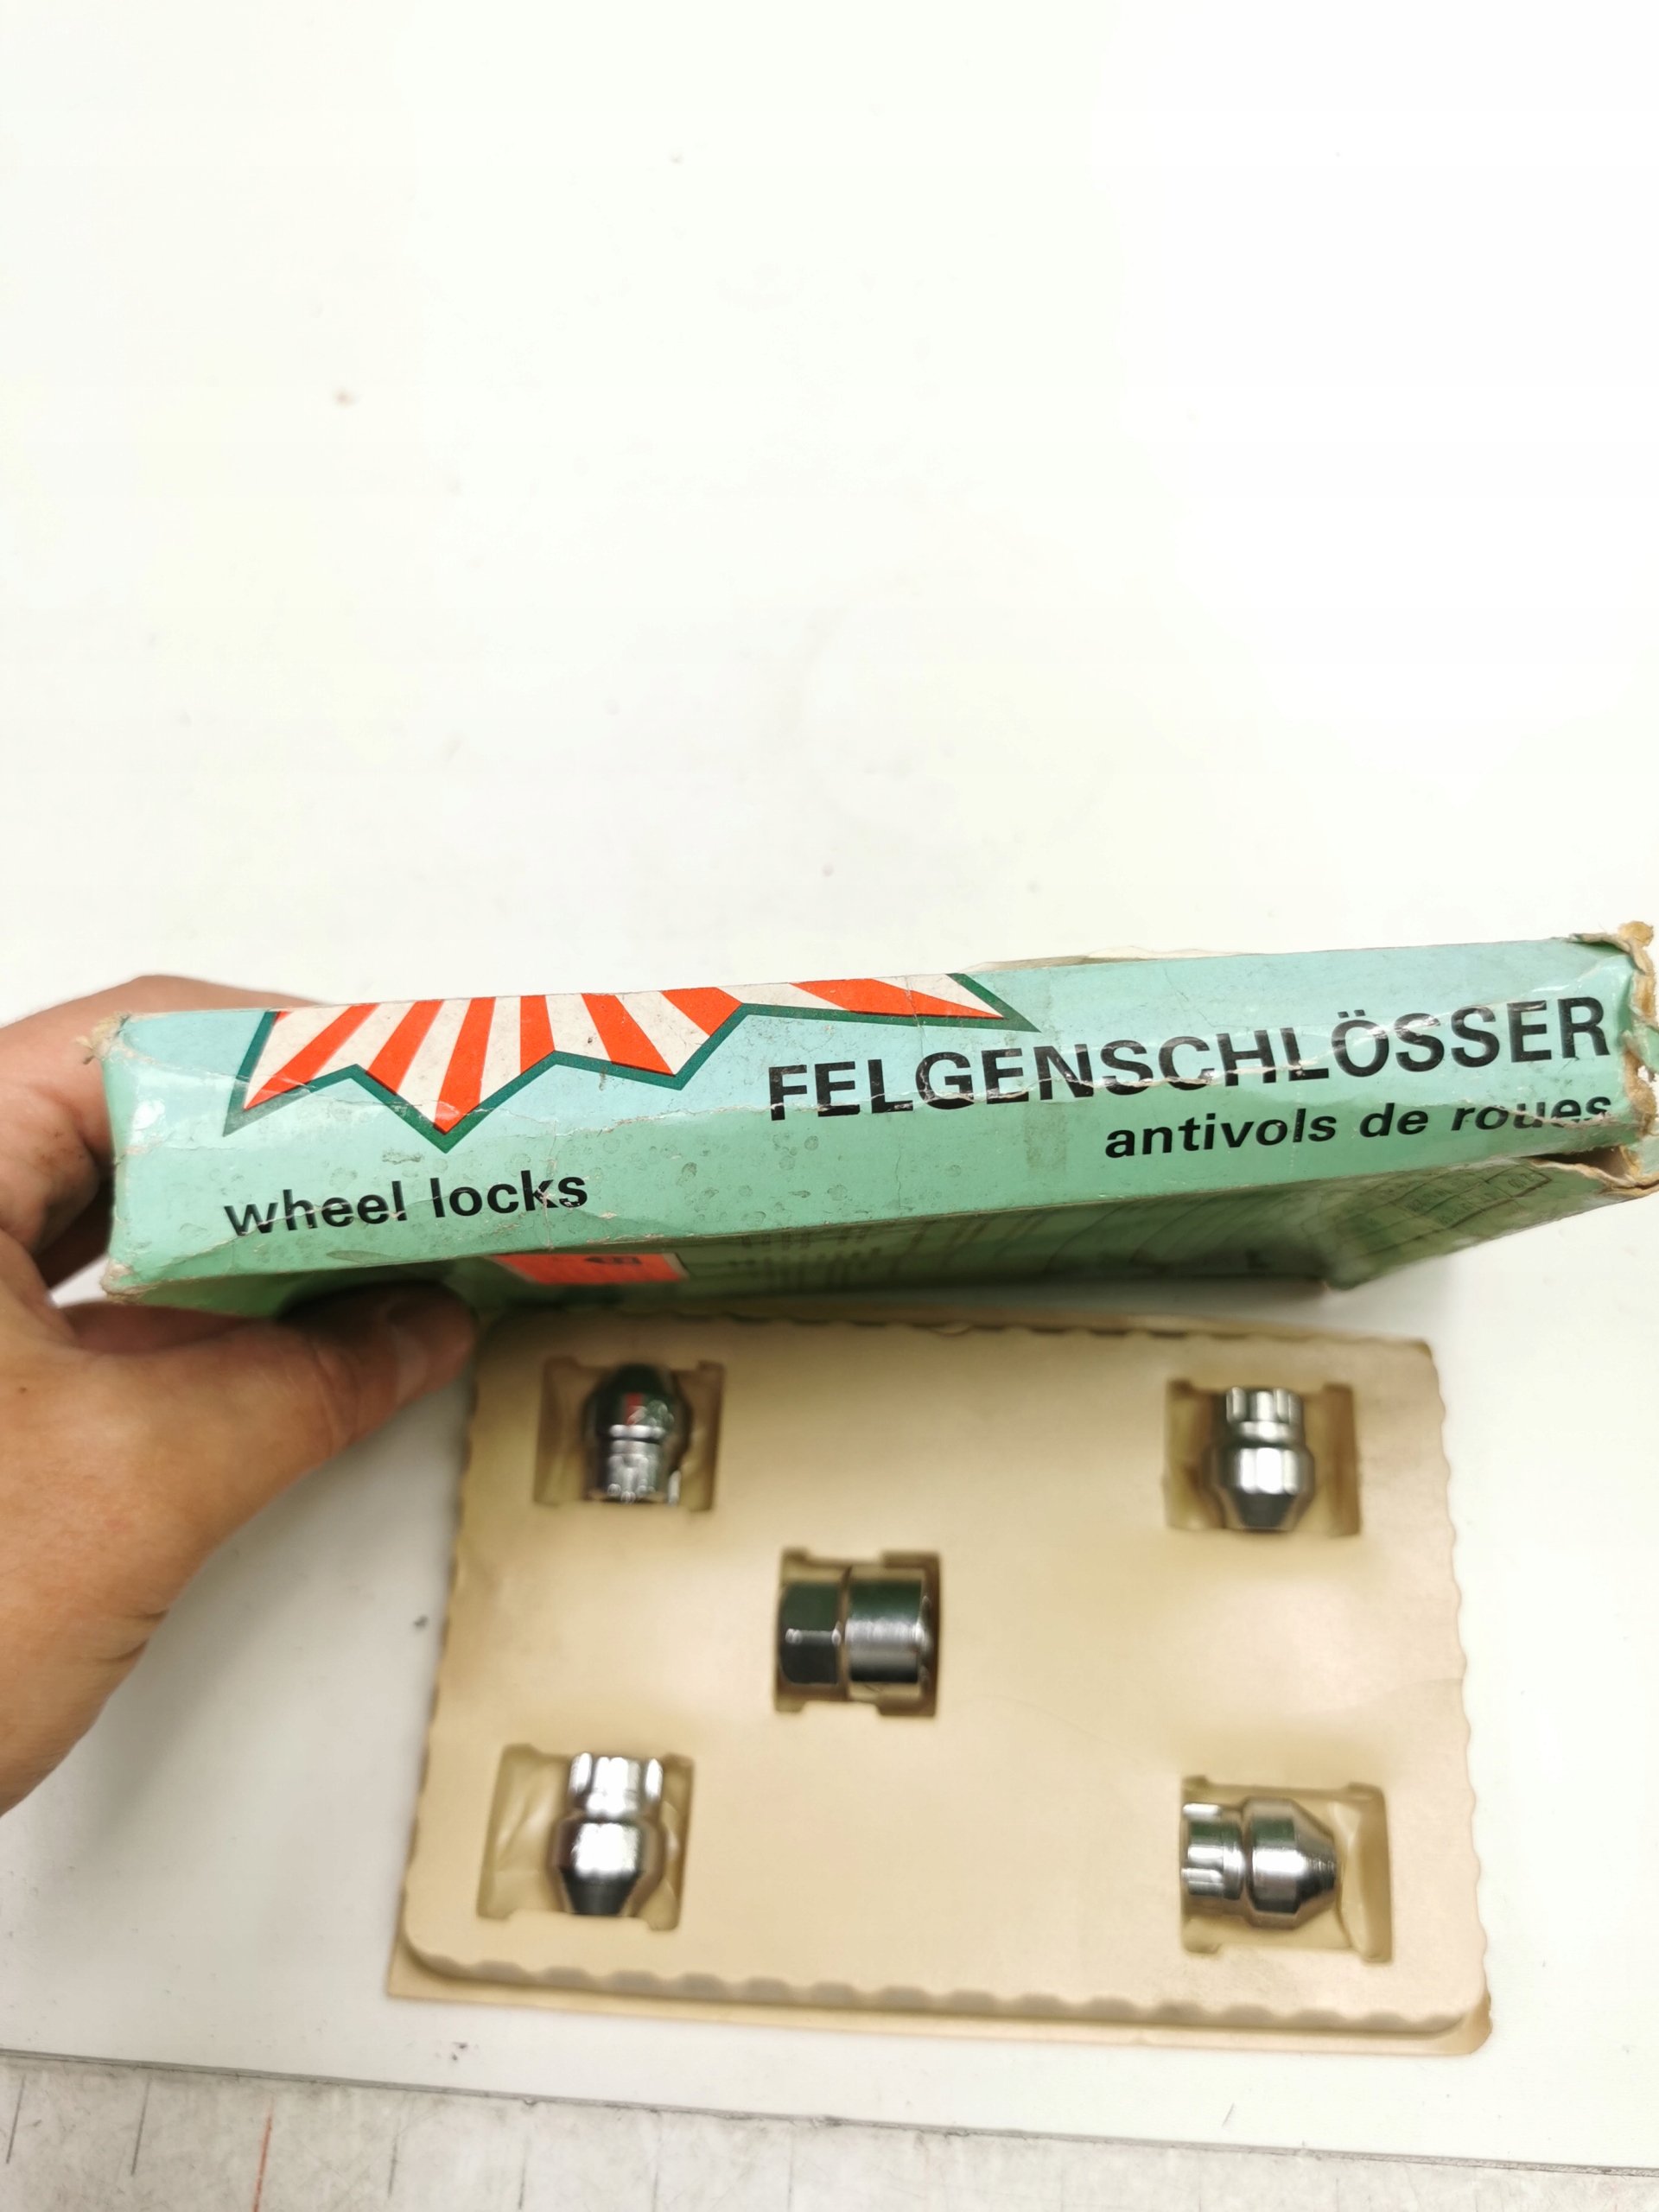 FELGENSCHLÖSSER
antivols de roues
wheel locks